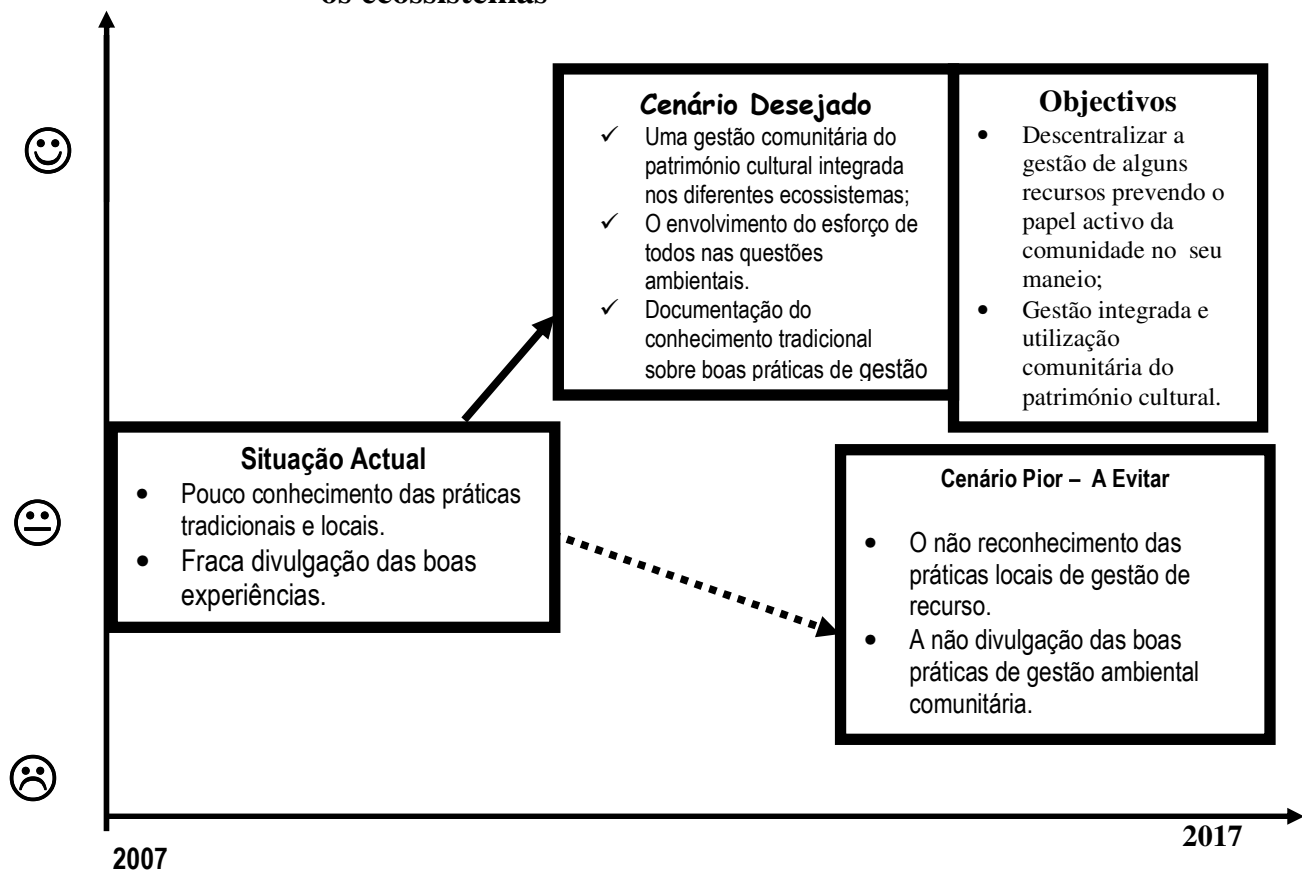 os ecossistemas
Cenário Desejado
✓ Uma gestão comunitária do
património cultural integrada
nos diferentes ecossistemas;
✓ O envolvimento do esforço de
todos nas questões
ambientais.
✓ Documentação do
conhecimento tradicional
sobre boas práticas de gestão
Objectivos
• Descentralizar a
gestão de alguns
recursos prevendo o
papel activo da
comunidade no seu
maneio;
• Gestão integrada e
utilização
comunitária do
património cultural.
Situação Actual
• Pouco conhecimento das práticas
tradicionais e locais.
• Fraca divulgação das boas
experiências.
Cenário Pior – A Evitar
• O não reconhecimento das
práticas locais de gestão de
recurso.
• A não divulgação das boas
práticas de gestão ambiental
comunitária.
2017
2007